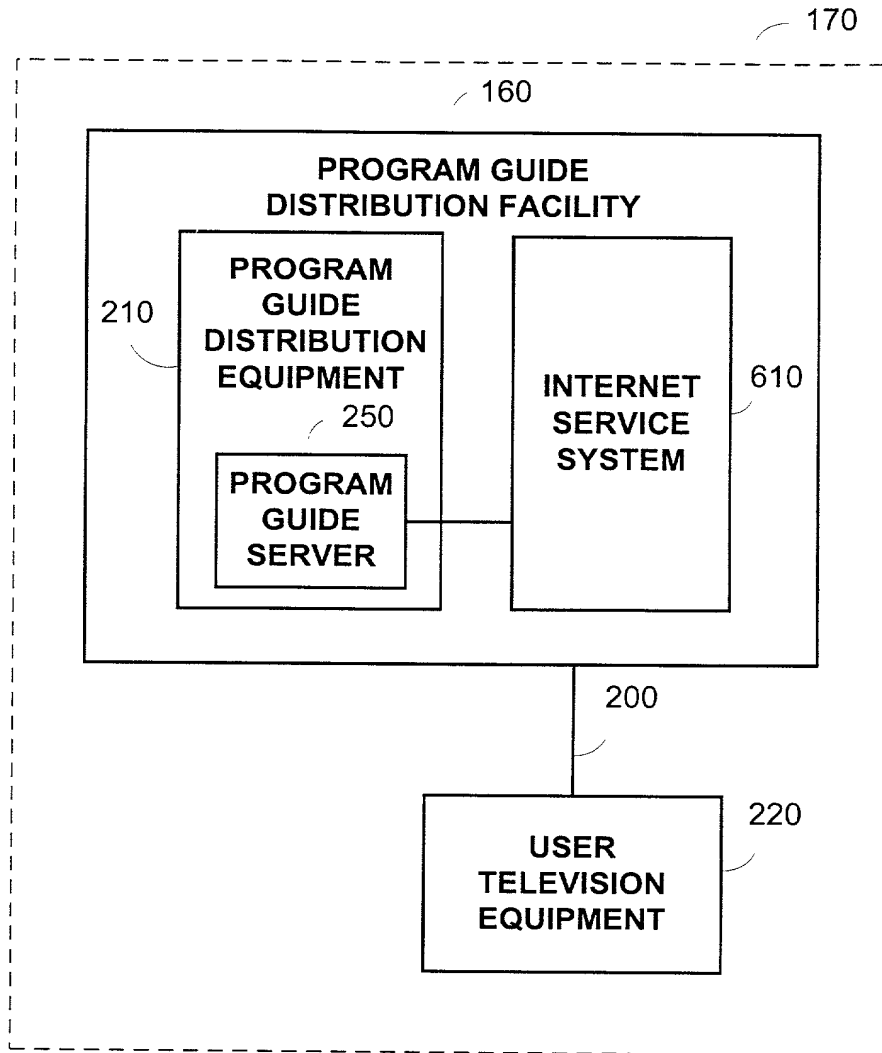 170
160
PROGRAM GUIDE
DISTRIBUTION FACILITY
PROGRAM
GUIDE
DISTRIBUTION
EQUIPMENT
210
250
PROGRAM
GUIDE
SERVER
INTERNET
SERVICE
SYSTEM
610
200
220
USER
TELEVISION
EQUIPMENT